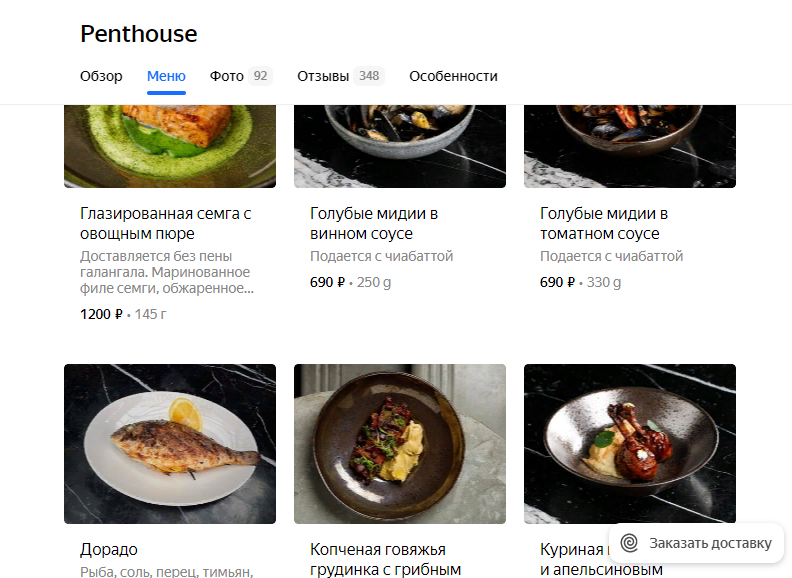 Penthouse
Обзор Меню Фото 92 Отзывы 348 Особенности
Глазированная семга с
овощным пюре
Доставляется без пены
галангала. Маринованное
филе семги, обжаренное...
1200 ₽ • 145 г
Голубые мидии в
винном соусе
Подается с чиабаттой
690 ₽ • 250 g
Голубые мидии в
томатном соусе
Подается с чиабаттой
690 ₽ • 330 g
Дорадо
Рыба, соль, перец, тимьян,
Копченая говяжья
грудинка с грибным
Куриная
и апельсиновым
Заказать доставку